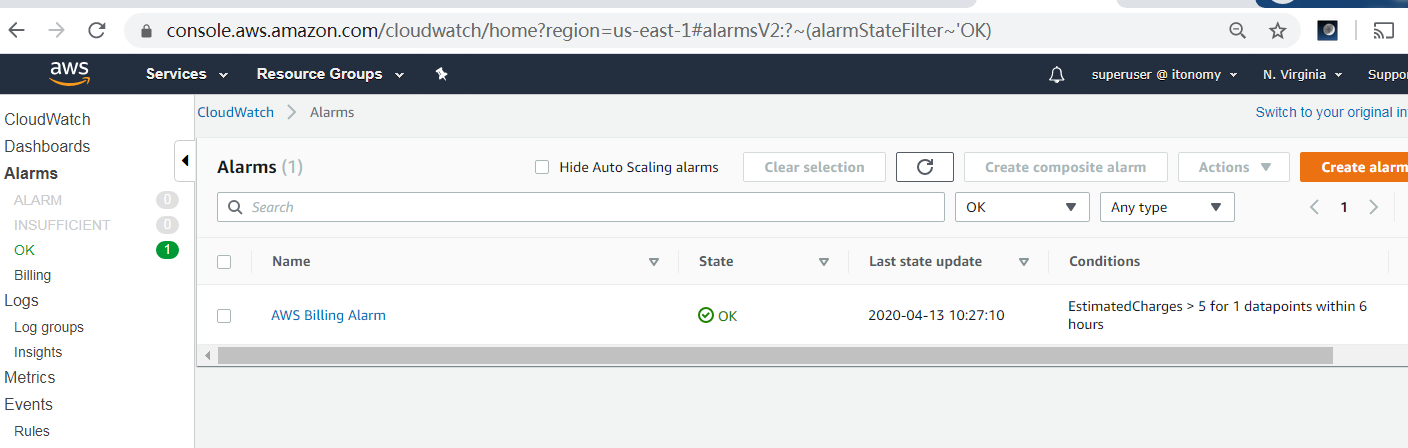 console.aws.amazon.com/cloudwatch/home?region=us-east-1#alarmsV2:?~(alarmStateFilter~'OK)
aws Services Resource Groups superuser @ itonomy N. Virginia Suppor
CloudWatch
Dashboards
Alarms
ALARM 0
INSUFFICIENT 0
OK 1
Billing
Logs
Log groups
Insights
Metrics
Events
Rules
CloudWatch Alarms Switch to your original in
Alarms (1) Hide Auto Scaling alarms Clear selection Create composite alarm Actions Create alarm
Search OK Any type 1
Name State Last state update Conditions
AWS Billing Alarm OK 2020-04-13 10:27:10 EstimatedCharges > 5 for 1 datapoints within 6
hours